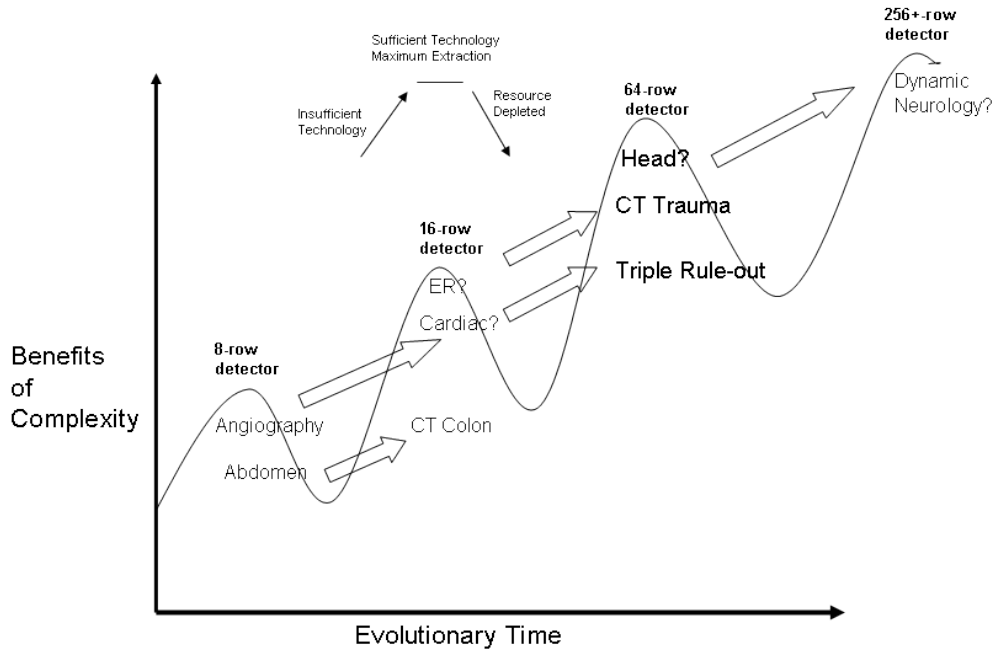 256+-row
detector
Sufficient Technology
Maximum Extraction
Insufficient
Technology
Resource
Depleted
64-row
detector
Dynamic
Neurology?
Head?
CT Trauma
16-row
detector
Triple Rule-out
ER?
Cardiac?
8-row
detector
Benefits
of
Complexity
Angiography
CT Colon
Abdomen
Evolutionary Time